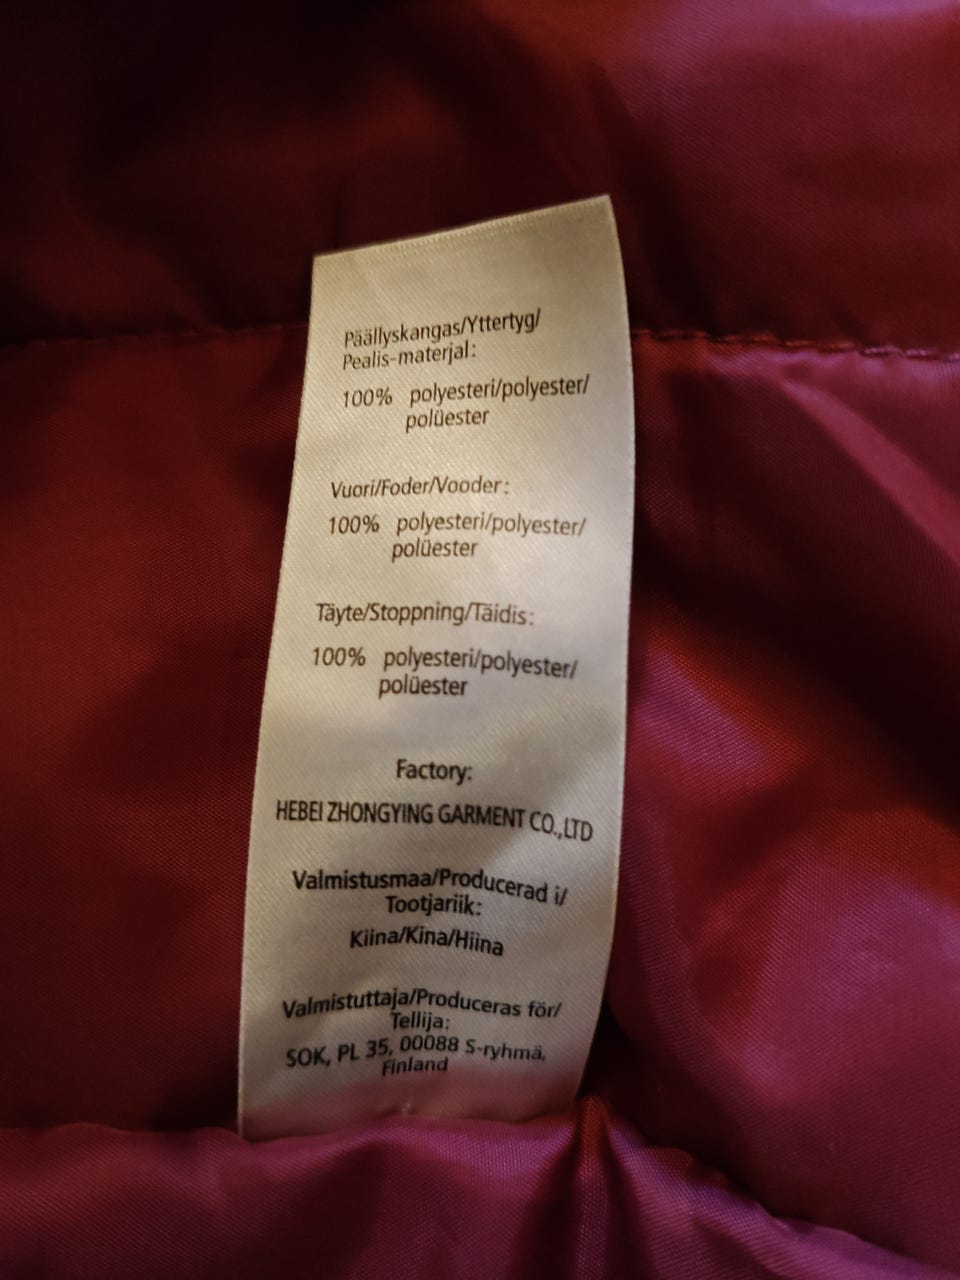 Päällyskangas/Yttertyg/
Pealis-materjal:
100% polyesteri/polyester/
polüester
Vuori/Foder/Vooder:
100% polyesteri/polyester/
polüester
Täyte/Stoppning/Täidis:
100% polyesteri/polyester/
polüester
Factory:
HEBEI ZHONGYING GARMENT CO.,LTD
Valmistusmaa/Producerad i/
Tootjariik:
Kiina/Kina/Hiina
Valmistuttaja/Produceras för/
Tellija:
SOK, PL 35, 00088 S-ryhmä,
Finland